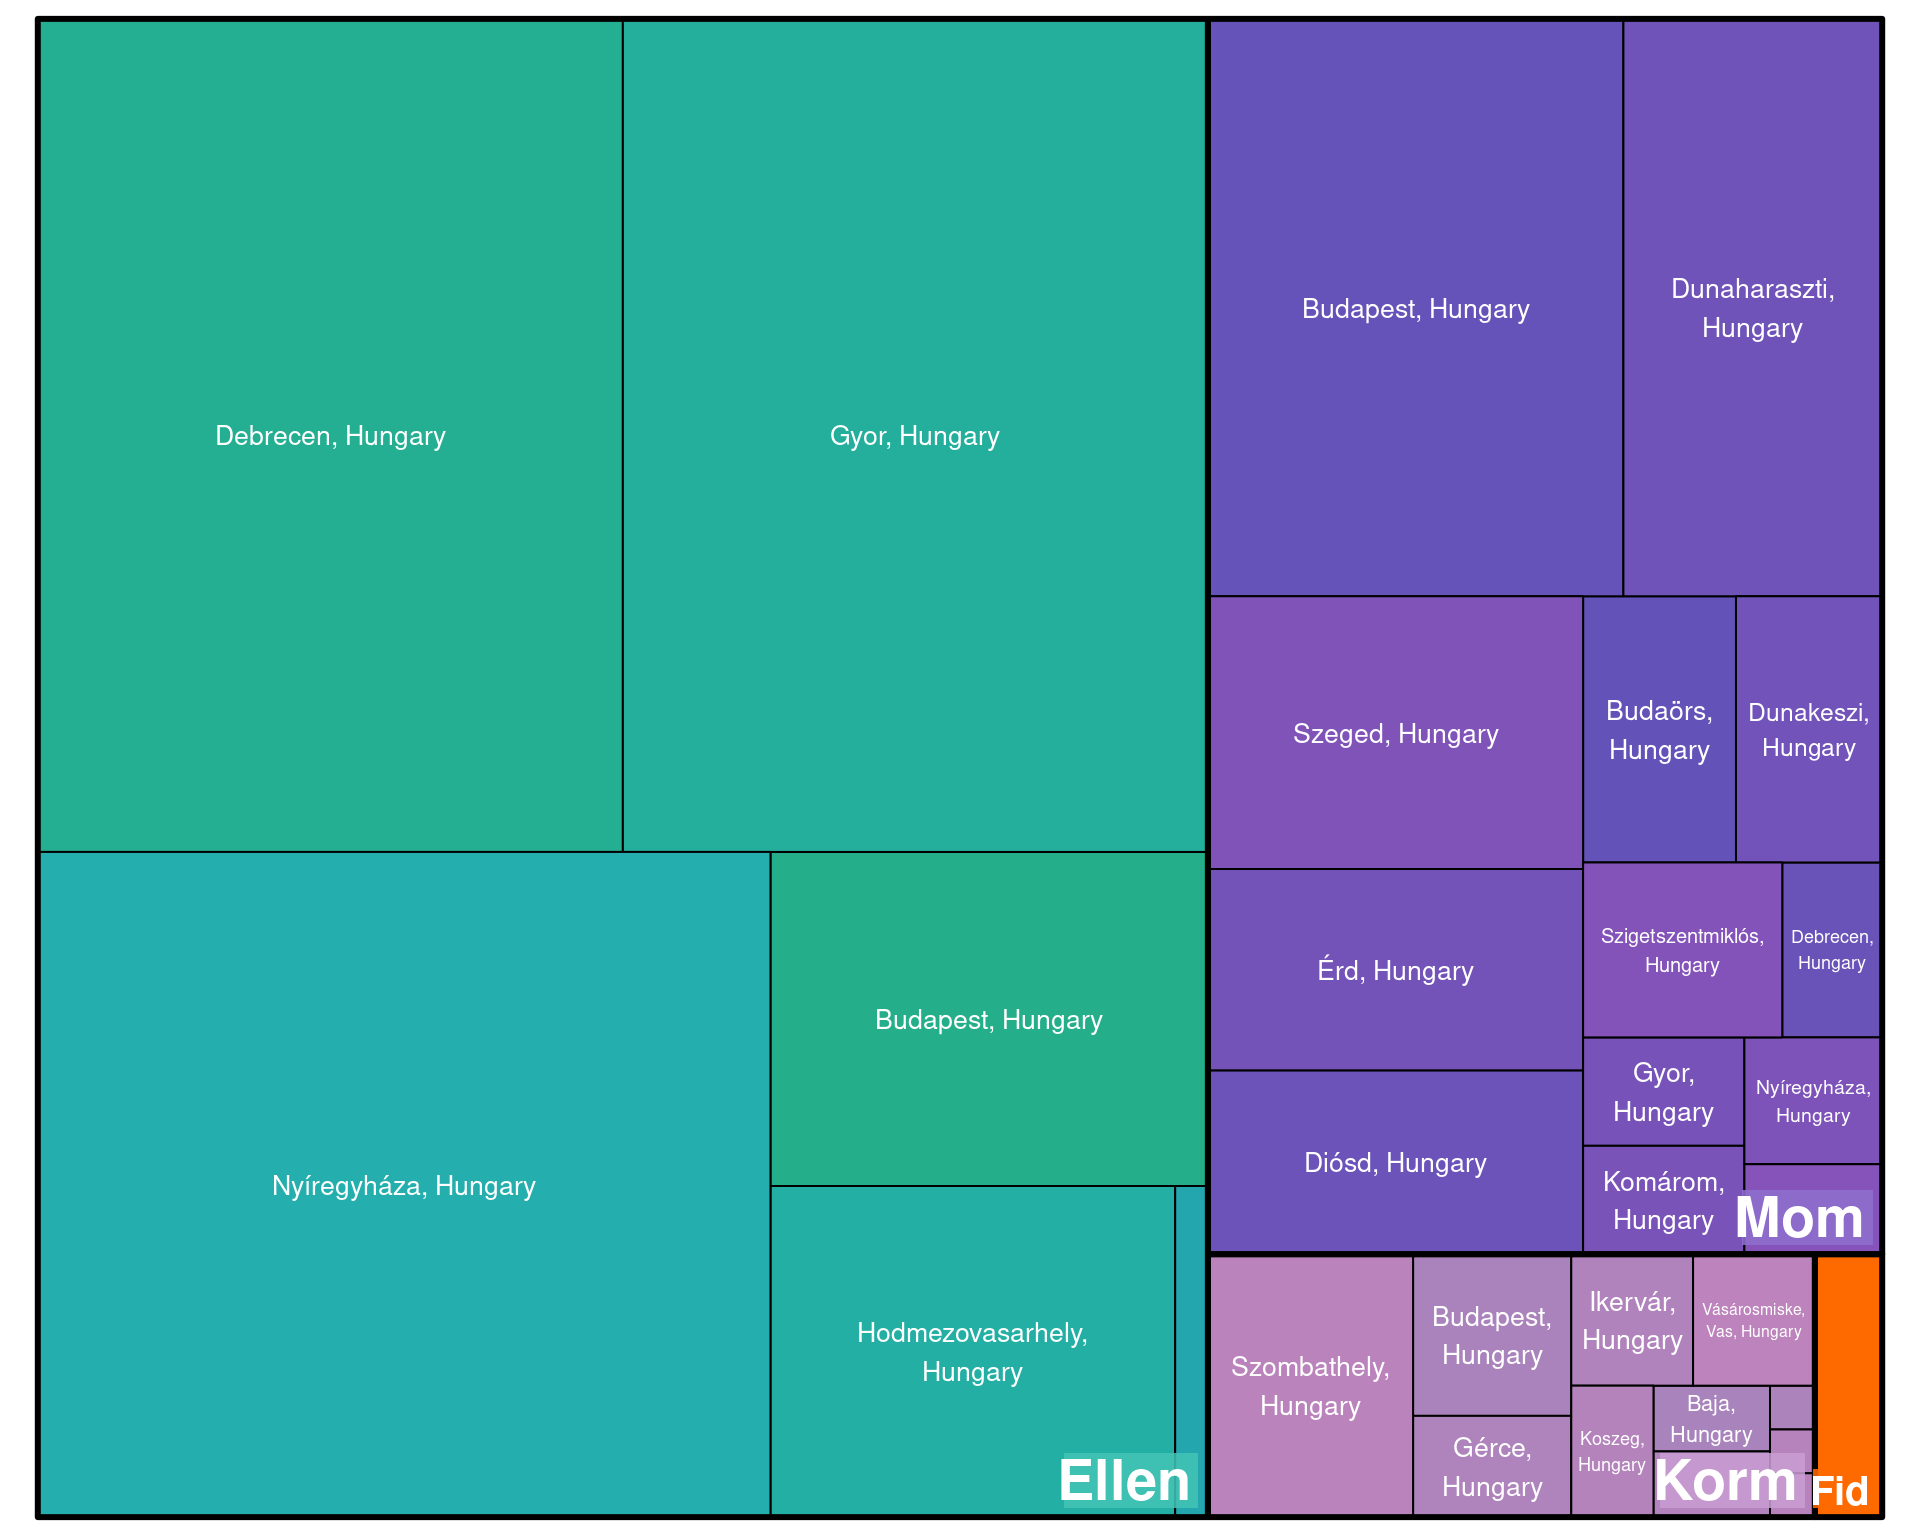 Debrecen, Hungary
Gyor, Hungary
Nyíregyháza, Hungary
Budapest, Hungary
Hodmezovasarhely,
Hungary
Ellen
Budapest, Hungary
Dunaharaszti,
Hungary
Szeged, Hungary
Budaörs,
Hungary
Dunakeszi,
Hungary
Érd, Hungary
Szigetszentmiklós,
Hungary
Debrecen,
Hungary
Diósd, Hungary
Gyor,
Hungary
Nyíregyháza,
Hungary
Komárom,
Hungary
Mom
Szombathely,
Hungary
Budapest,
Hungary
Ikervár,
Hungary
Vásárosmiske,
Vas, Hungary
Gérce,
Hungary
Koszeg,
Hungary
Baja,
Hungary
Korm
Fid